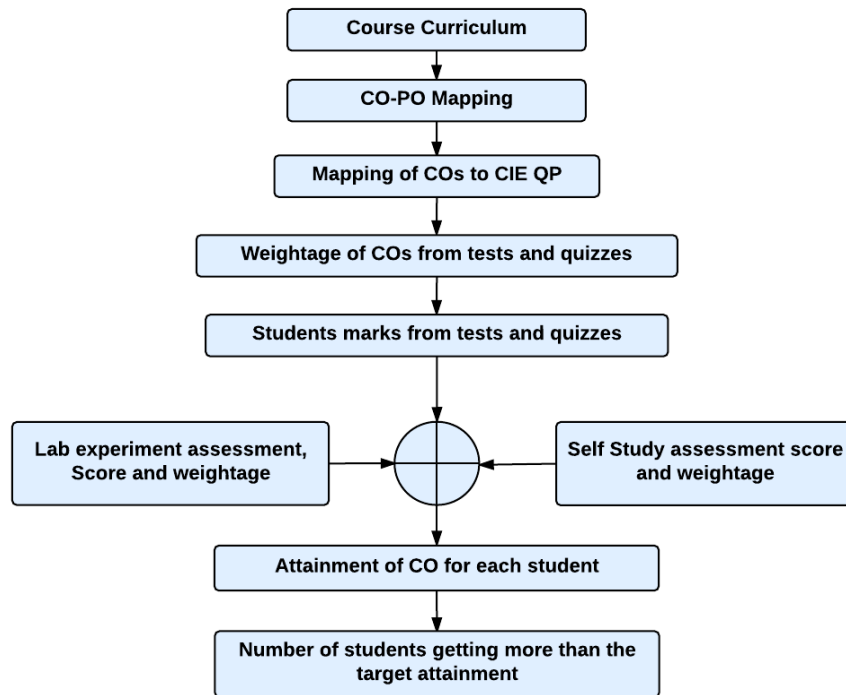 Course Curriculum
CO-PO Mapping
Mapping of COs to CIE QP
Weightage of COs from tests and quizzes
Students marks from tests and quizzes
Lab experiment assessment,
Score and weightage
Self Study assessment score
and weightage
Attainment of CO for each student
Number of students getting more than the
target attainment